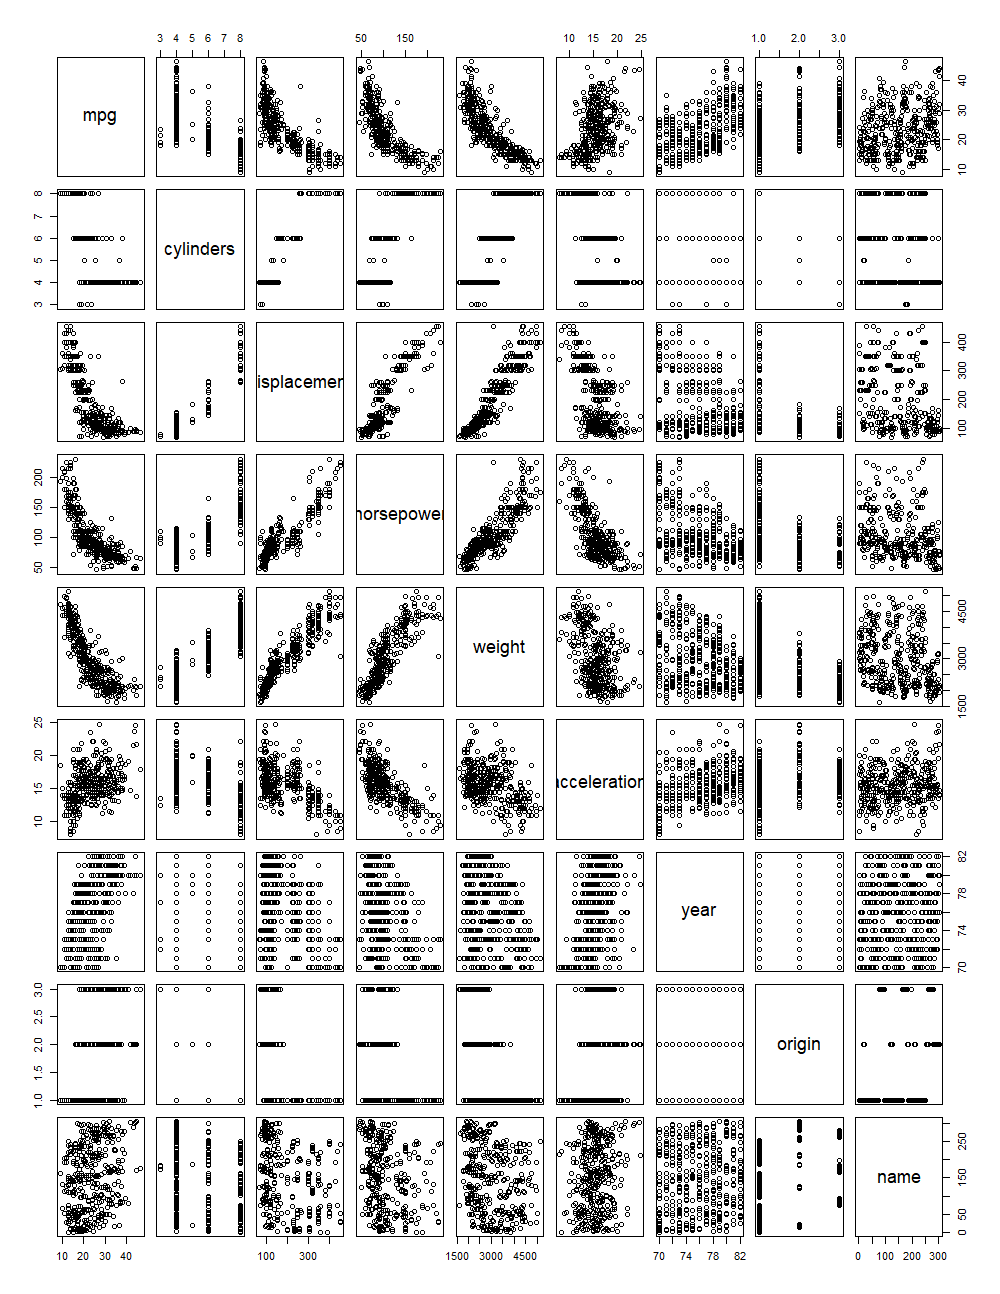 3 4 5 6 7 8 50 150 10 15 20 25 1.0 2.0 3.0
mpg
10 20 30 40
3 4 5 6 7 8
cylinders
isplacemen
100 200 300 400
50 100 150 200
horsepower
weight
1500 3000 4500
10 15 20 25
acceleration
year
70 74 78 82
1.0 1.5 2.0 2.5 3.0
origin
name
0 50 150 250
10 20 30 40 100 300 1500 3000 4500 70 74 78 82 0 100 200 300